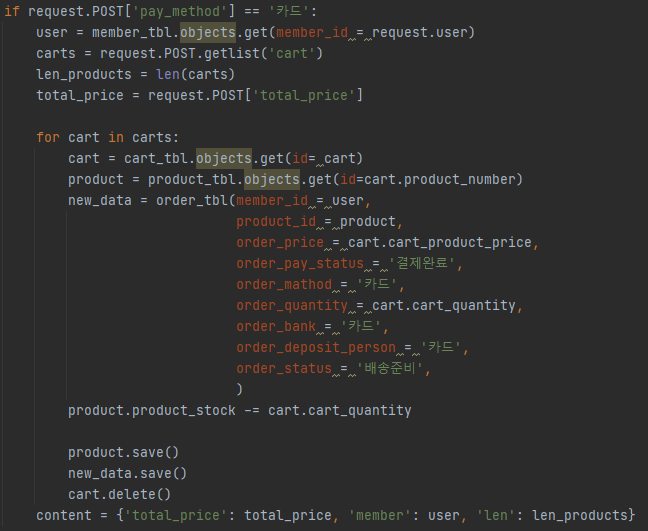 if request.POST['pay_method'] == '카드':
    user = member_tbl.objects.get(member_id = request.user)
    carts = request.POST.getlist('cart')
    len_products = len(carts)
    total_price = request.POST['total_price']
    for cart in carts:
        cart = cart_tbl.objects.get(id= cart)
        product = product_tbl.objects.get(id=cart.product_number)
        new_data = order_tbl(member_id = user,
                             product_id = product,
                             order_price = cart.cart_product_price,
                             order_pay_status = '결제완료',
                             order_mathod = '카드',
                             order_quantity = cart.cart_quantity,
                             order_bank = '카드',
                             order_deposit_person = '카드',
                             order_status = '배송준비',
                             )
        product.product_stock -= cart.cart_quantity
        product.save()
        new_data.save()
        cart.delete()
    content = {'total_price': total_price, 'member': user, 'len': len_products}